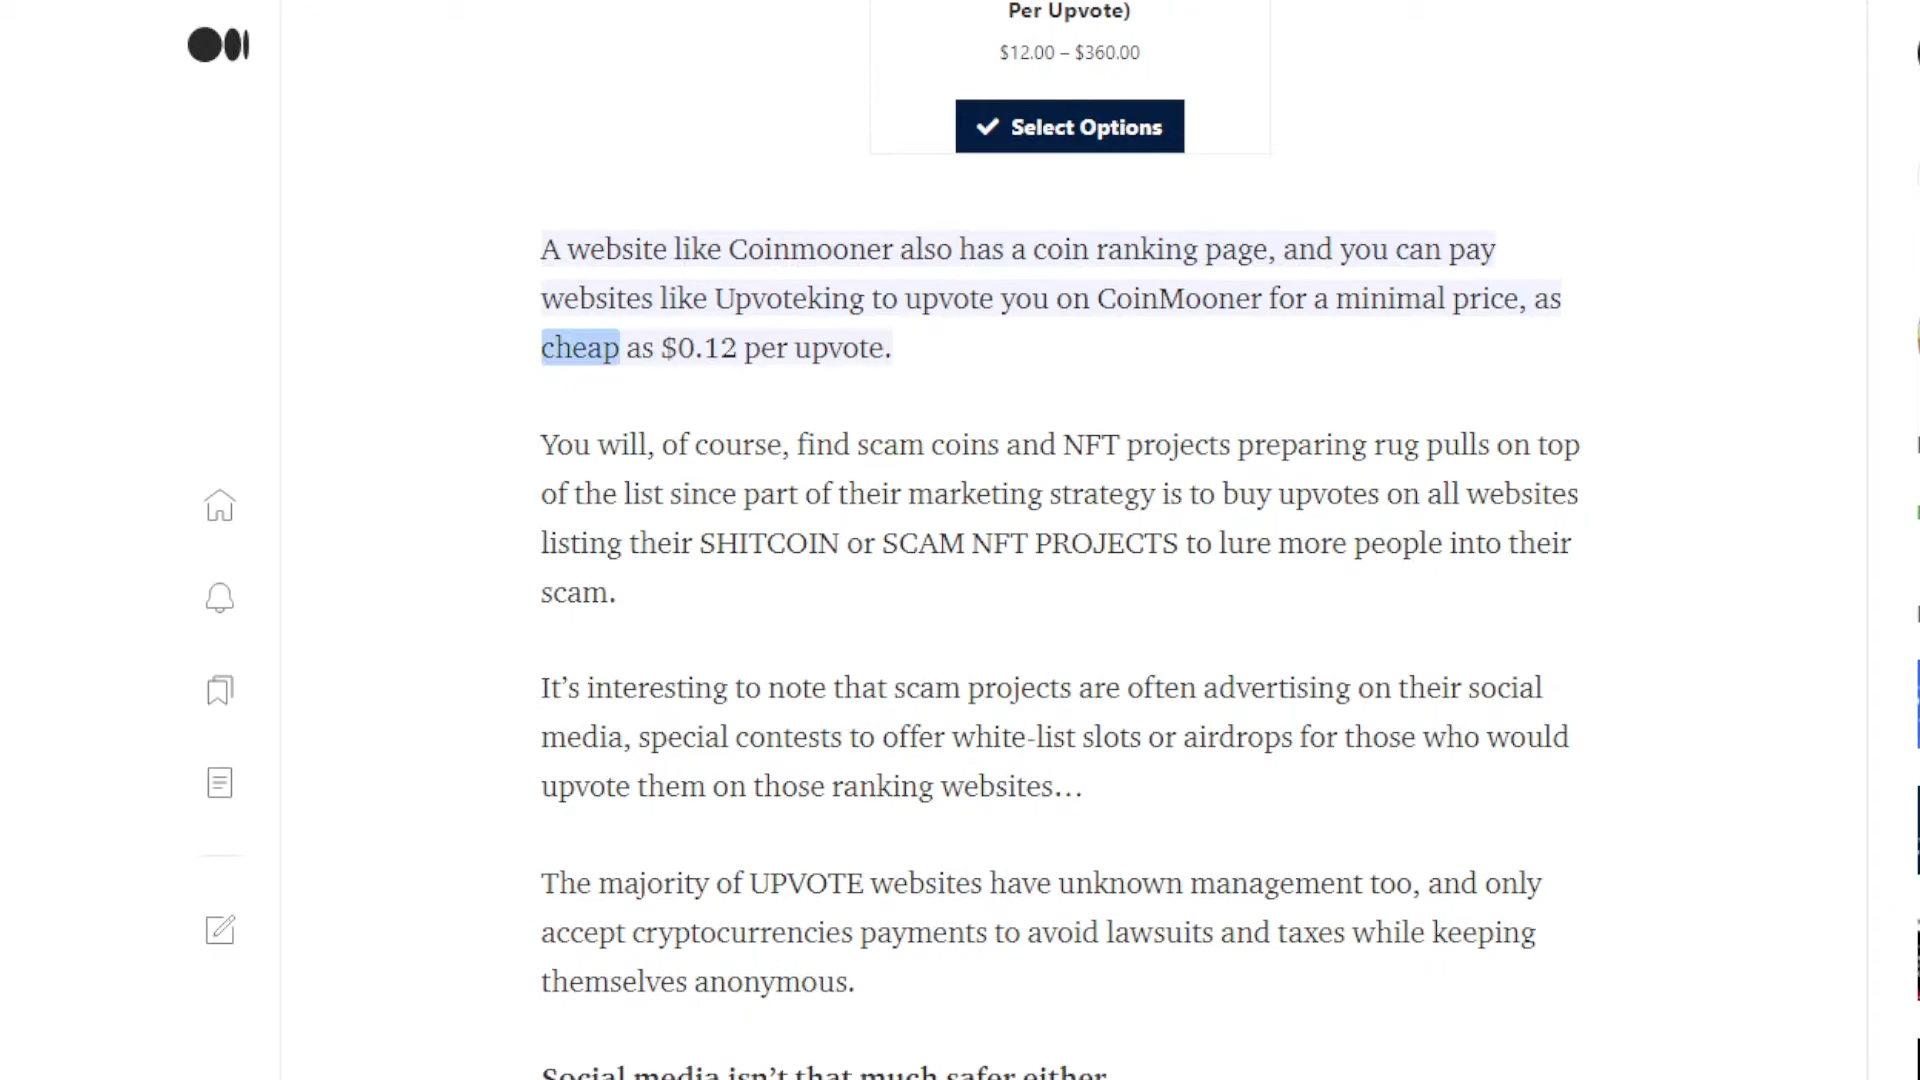 Per Upvote)
$12.00 – $360.00
Select Options
A website like Coinmooner also has a coin ranking page, and you can pay
websites like Upvoteking to upvote you on CoinMooner for a minimal price, as
cheap as $0.12 per upvote.
You will, of course, find scam coins and NFT projects preparing rug pulls on top
of the list since part of their marketing strategy is to buy upvotes on all websites
listing their SHITCOIN or SCAM NFT PROJECTS to lure more people into their
scam.
It’s interesting to note that scam projects are often advertising on their social
media, special contests to offer white-list slots or airdrops for those who would
upvote them on those ranking websites…
The majority of UPVOTE websites have unknown management too, and only
accept cryptocurrencies payments to avoid lawsuits and taxes while keeping
themselves anonymous.
Social media isn’t that much safer either